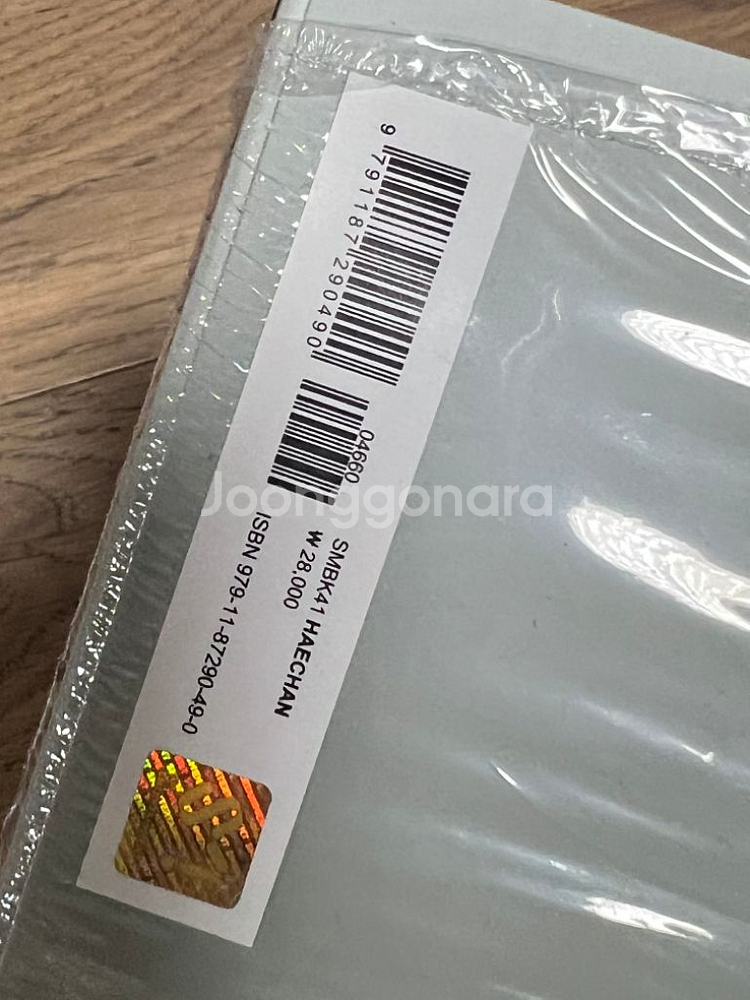 9 791187 290490
04660
SMBK41 HAECHAN
₩ 28,000
ISBN 979-11-87290-49-0
Joonggonara